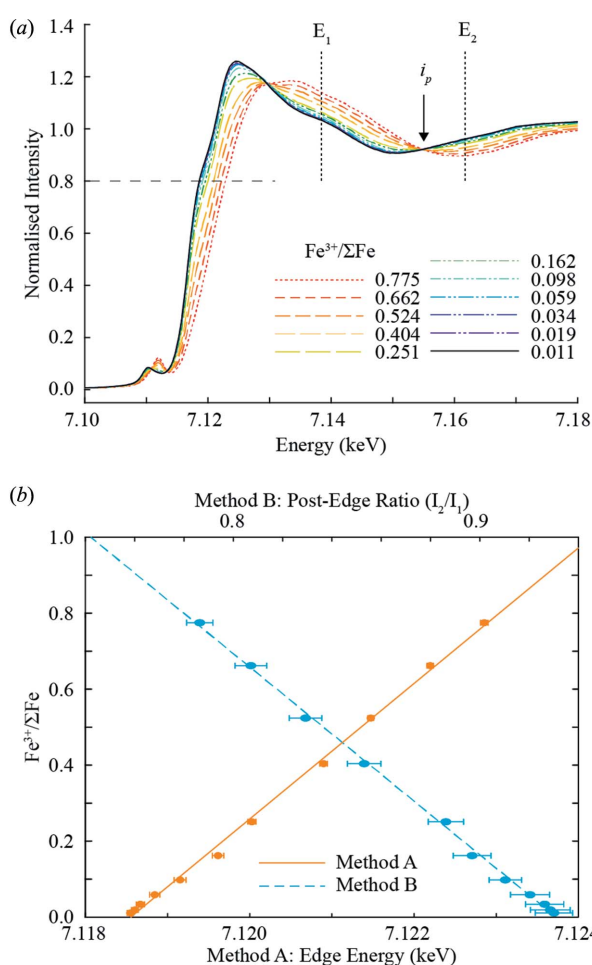 (a)
1.4
1.2
1.0
0.8
0.6
0.4
0.2
0.0
Normalised Intensity
E₁
iₚ
E₂
Fe³⁺/ΣFe
0.775
0.662
0.524
0.404
0.251
0.162
0.098
0.059
0.034
0.019
0.011
7.10 7.12 7.14 7.16 7.18
Energy (keV)
(b)
Method B: Post-Edge Ratio (I₂/I₁)
0.8 0.9
1.0
0.8
0.6
0.4
0.2
0.0
Fe³⁺/ΣFe
Method A
Method B
7.118 7.120 7.122 7.124
Method A: Edge Energy (keV)